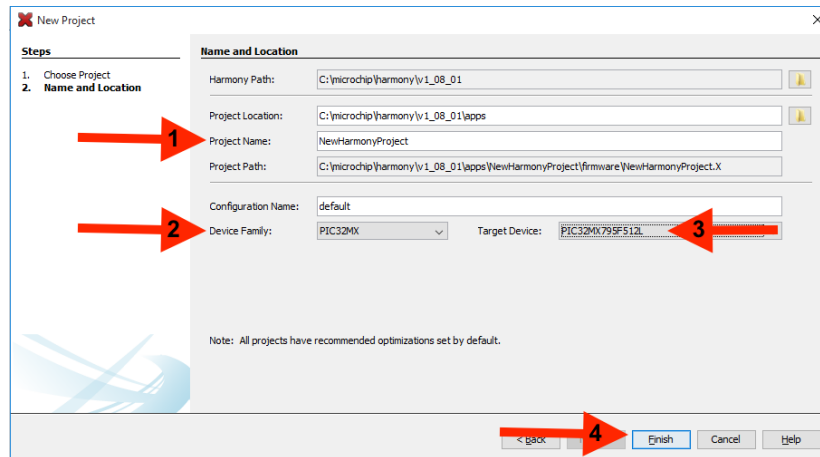 New Project
Steps
1. Choose Project
2. Name and Location
Name and Location
Harmony Path: C:\microchip\harmony\v1_08_01
Project Location: C:\microchip\harmony\v1_08_01\apps
1 Project Name: NewHarmonyProject
Project Path: C:\microchip\harmony\v1_08_01\apps\NewHarmonyProject\firmware\NewHarmonyProject.X
Configuration Name: default
2 Device Family: PIC32MX Target Device: PIC32MX795F512L 3
Note: All projects have recommended optimizations set by default.
< Back 4 Finish Cancel Help